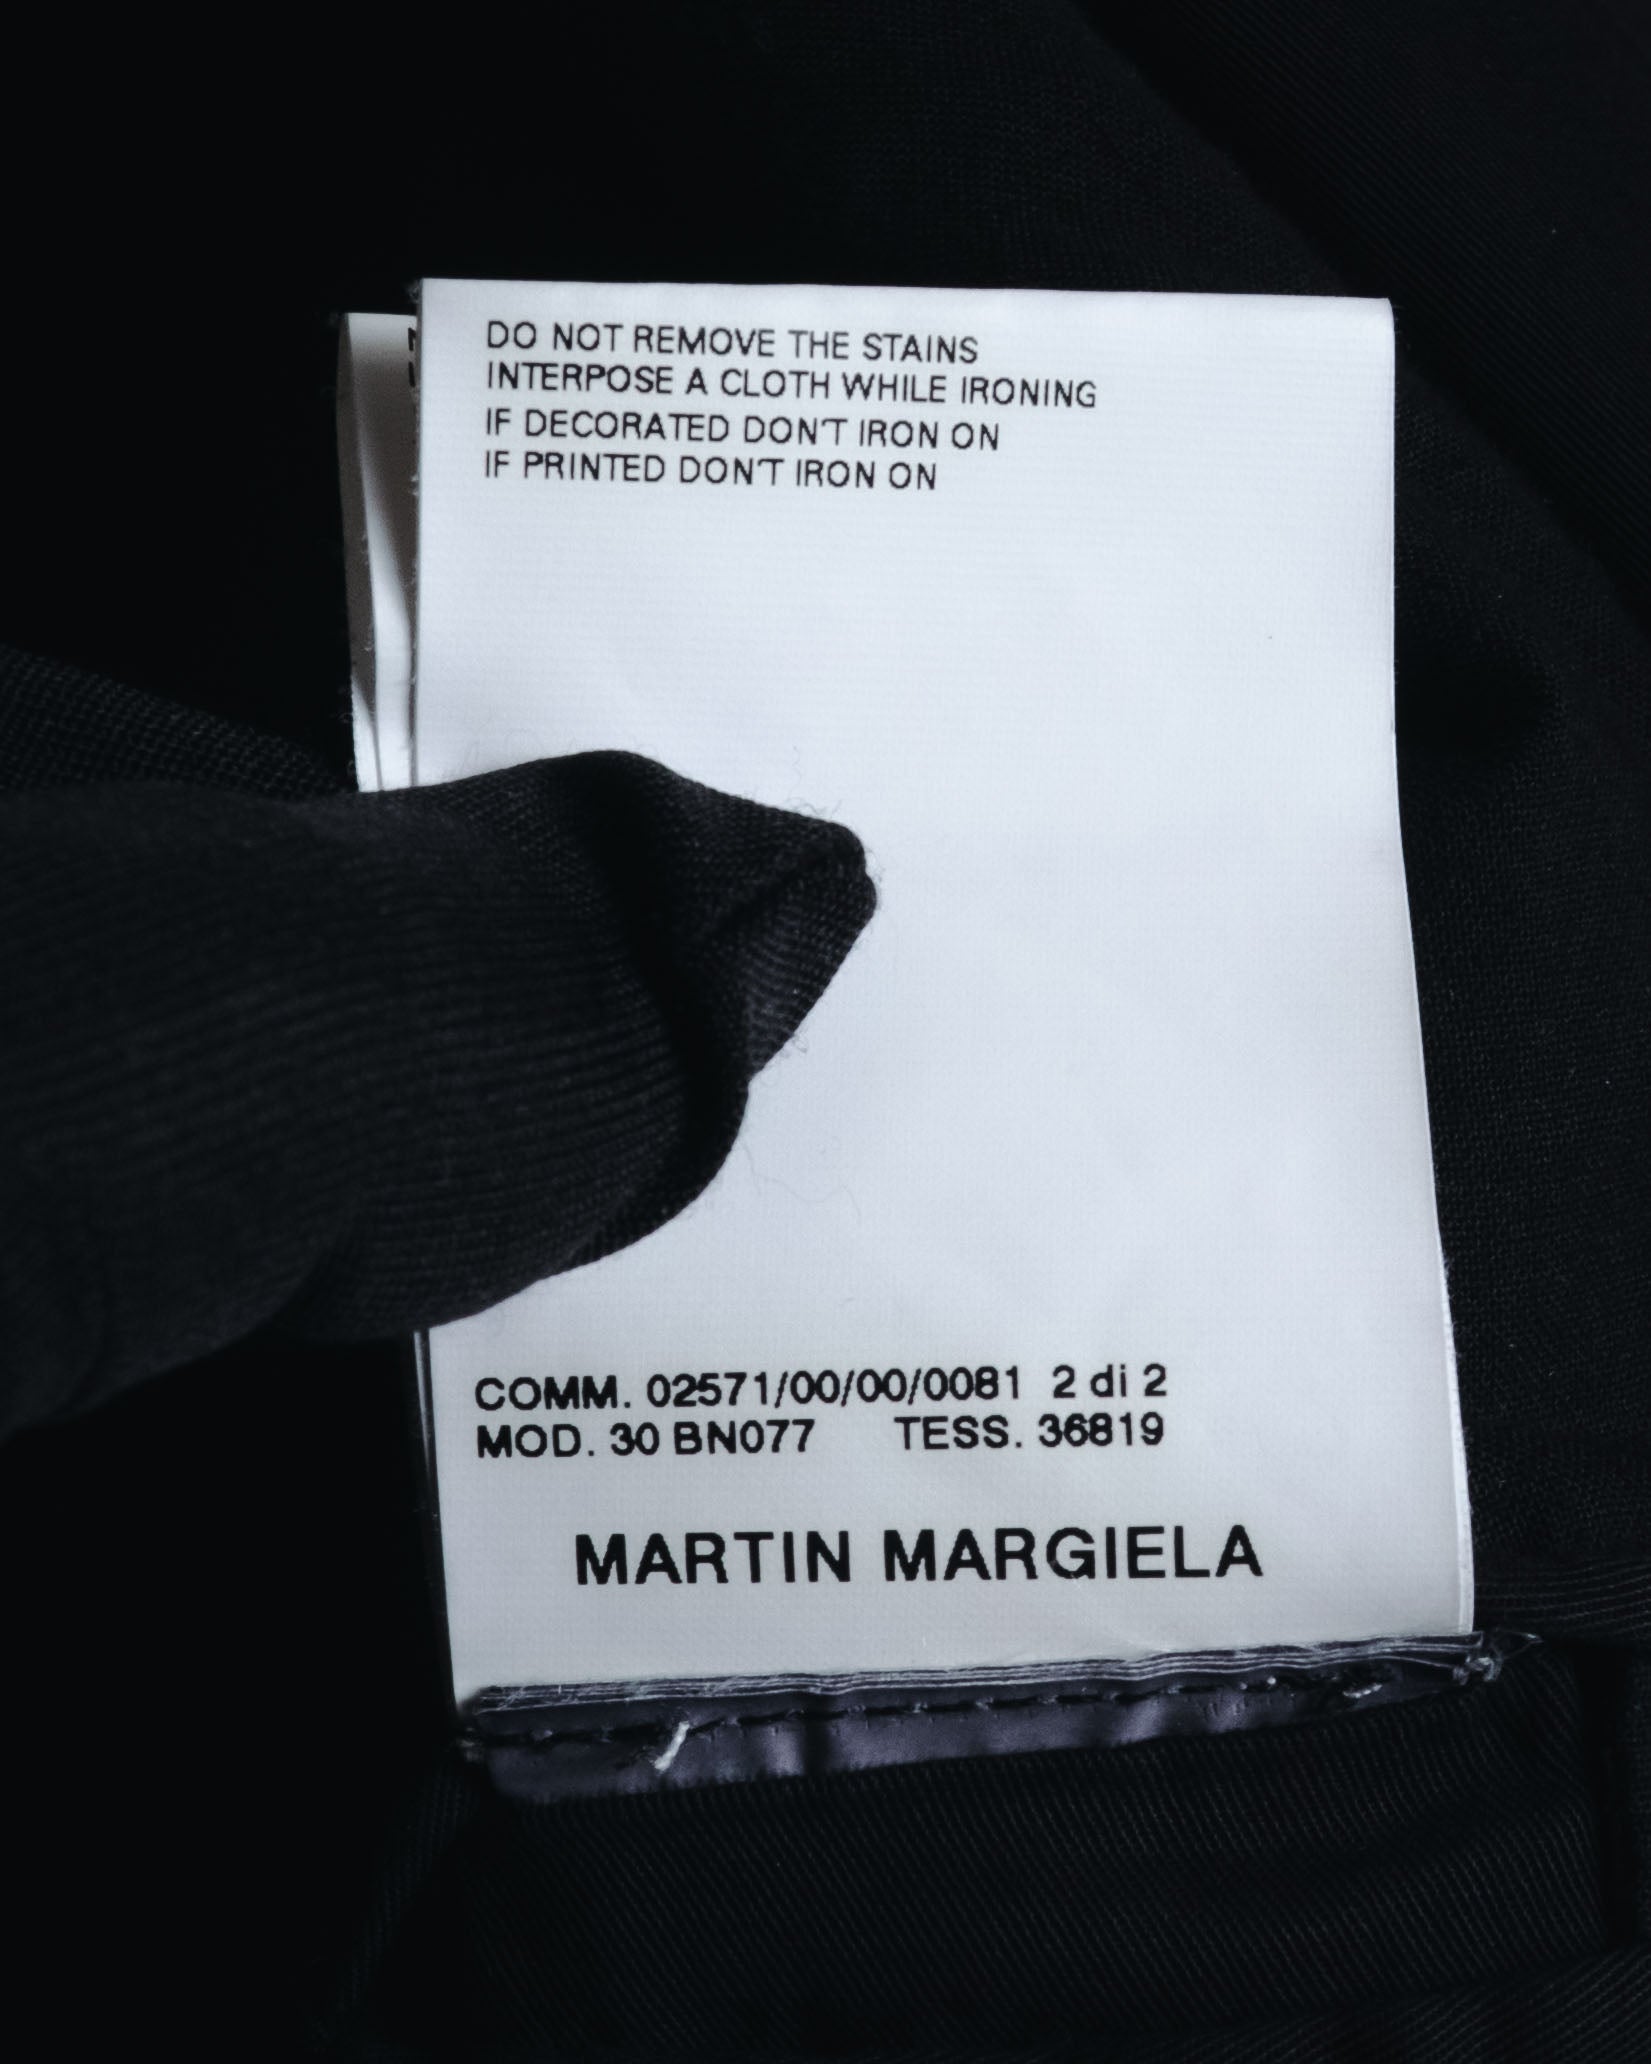 DO NOT REMOVE THE STAINS
INTERPOSE A CLOTH WHILE IRONING
IF DECORATED DON'T IRON ON
IF PRINTED DON'T IRON ON
COMM. 02571/00/00/0081 2 di 2
MOD. 30 BN077 TESS. 36819
MARTIN MARGIELA